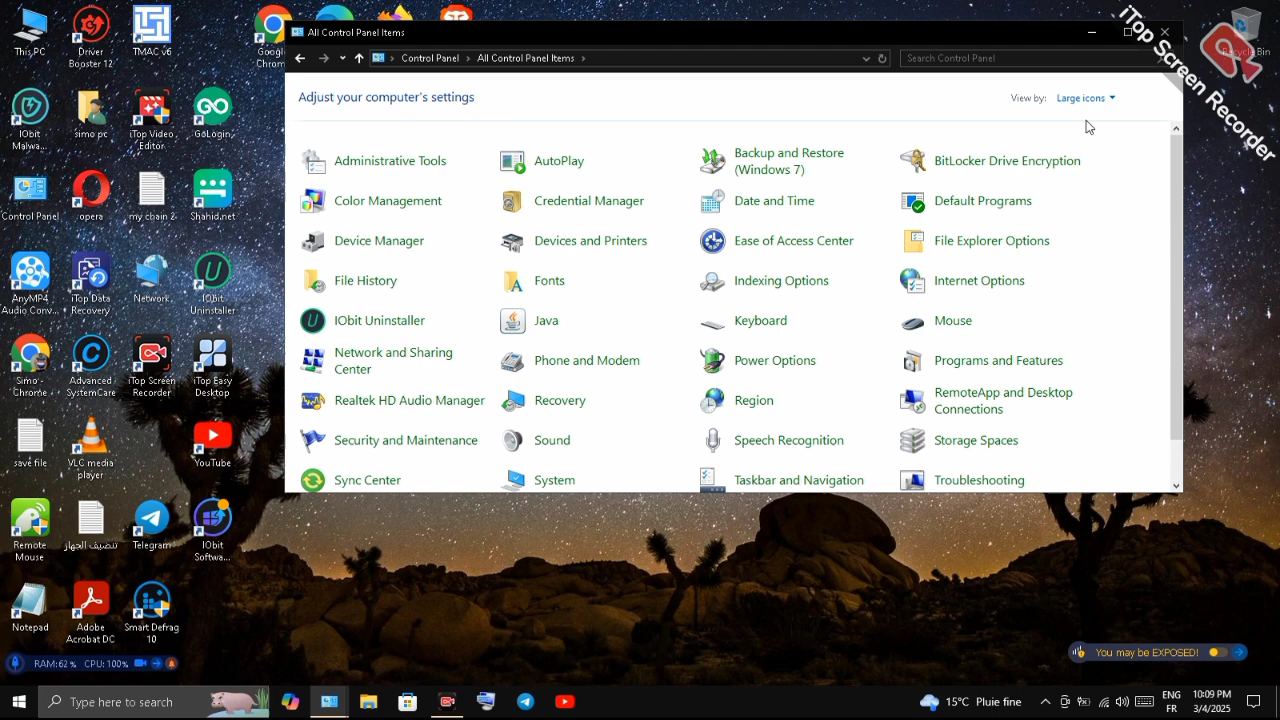 This PC
Driver
Booster 12
TMAC v6
Google
Chrom
IObit
Malwa...
simo pc
iTop Video
Editor
GoLogin
Control Panel
opera
my chain 2
Shahid.net
AnyMP4
Audio Conv...
iTop Data
Recovery
Network
IObit
Uninstaller
Simo -
Chrome
Advanced
SystemCare
iTop Screen
Recorder
iTop Easy
Desktop
save file
VLC media
player
YouTube
Remote
Mouse
تنضيف الجهاز
Telegram
IObit
Softwa...
Notepad
Adobe
Acrobat DC
Smart Defrag
10
RAM:62 %
CPU:100%
All Control Panel Items
Control Panel
All Control Panel Items
Search Control Panel
Adjust your computer's settings
View by:
Large icons
Administrative Tools
AutoPlay
Backup and Restore
(Windows 7)
BitLocker Drive Encryption
Color Management
Credential Manager
Date and Time
Default Programs
Device Manager
Devices and Printers
Ease of Access Center
File Explorer Options
File History
Fonts
Indexing Options
Internet Options
IObit Uninstaller
Java
Keyboard
Mouse
Network and Sharing
Center
Phone and Modem
Power Options
Programs and Features
Realtek HD Audio Manager
Recovery
Region
RemoteApp and Desktop
Connections
Security and Maintenance
Sound
Speech Recognition
Storage Spaces
Sync Center
System
Taskbar and Navigation
Troubleshooting
iTop Screen Recorder
Recycle Bin
You may be EXPOSED!
Type here to search
15°C Pluie fine
ENG
FR
10:09 PM
3/4/2025